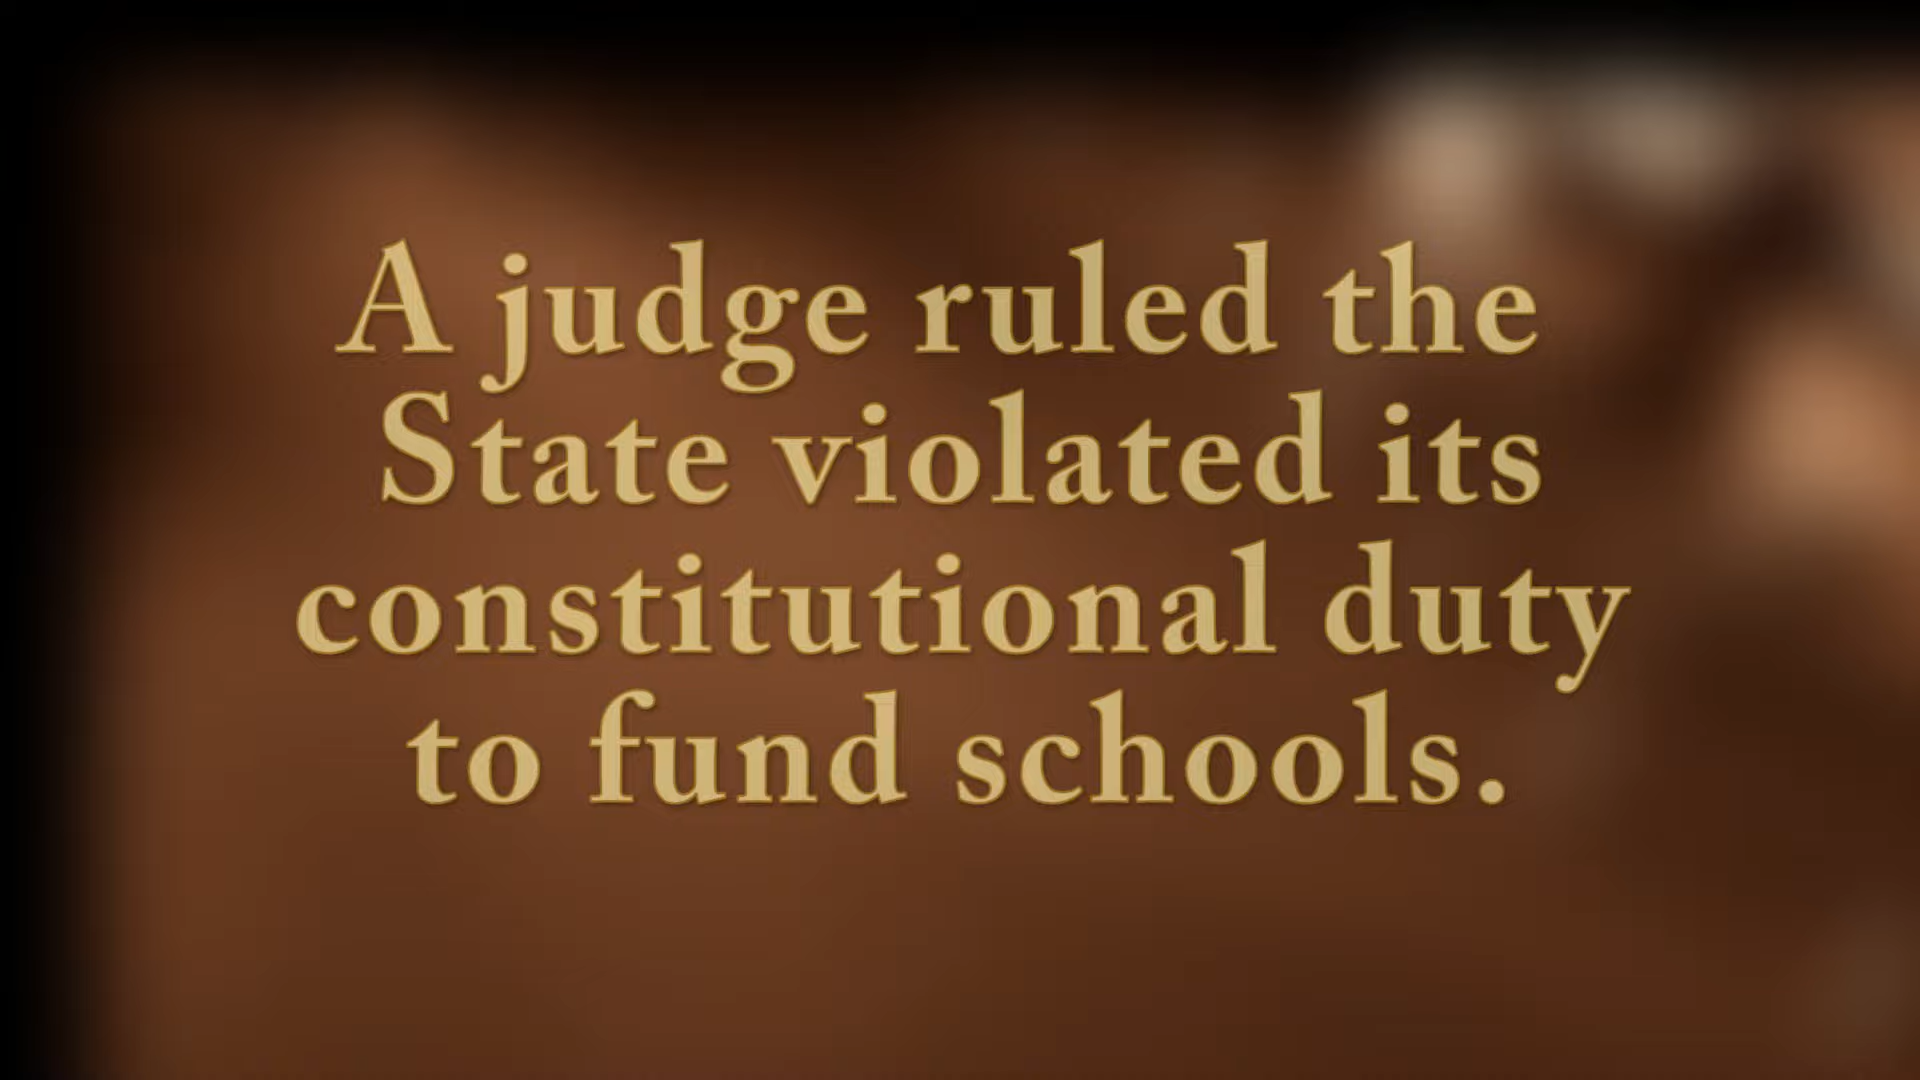 A judge ruled the
State violated its
constitutional duty
to fund schools.